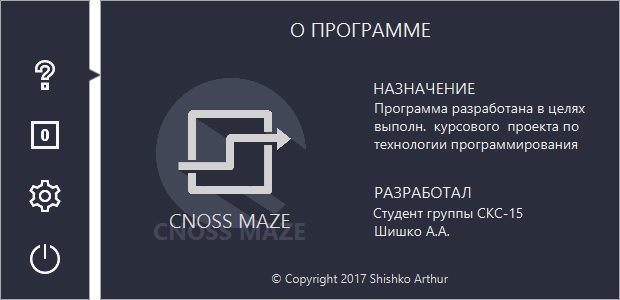 О ПРОГРАММЕ
0
НАЗНАЧЕНИЕ
Программа разработана в целях
выполн. курсового проекта по
технологии программирования
CNOSS MAZE
CNOSS MAZE
РАЗРАБОТАЛ
Студент группы СКС-15
Шишко А.А.
© Copyright 2017 Shishko Arthur